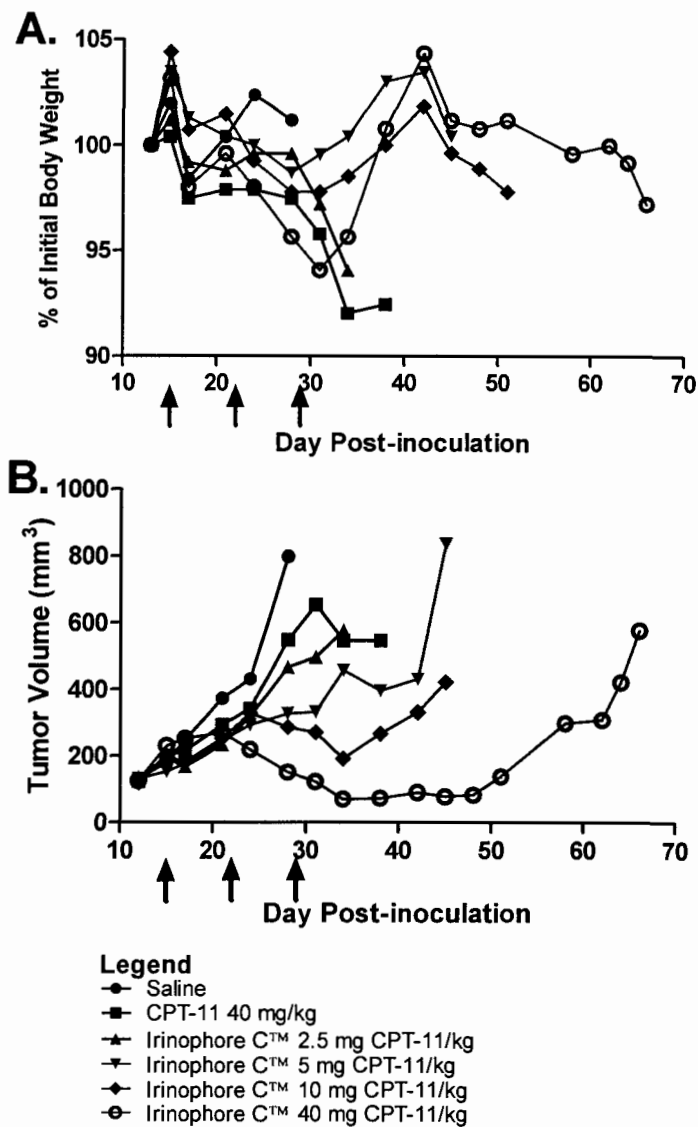 A.
% of Initial Body Weight
105
100
95
90
10 20 30 40 50 60 70
Day Post-inoculation
B.
Tumor Volume (mm³)
1000
800
600
400
200
0
10 20 30 40 50 60 70
Day Post-inoculation
Legend
Saline
CPT-11 40 mg/kg
Irinophore C™ 2.5 mg CPT-11/kg
Irinophore C™ 5 mg CPT-11/kg
Irinophore C™ 10 mg CPT-11/kg
Irinophore C™ 40 mg CPT-11/kg